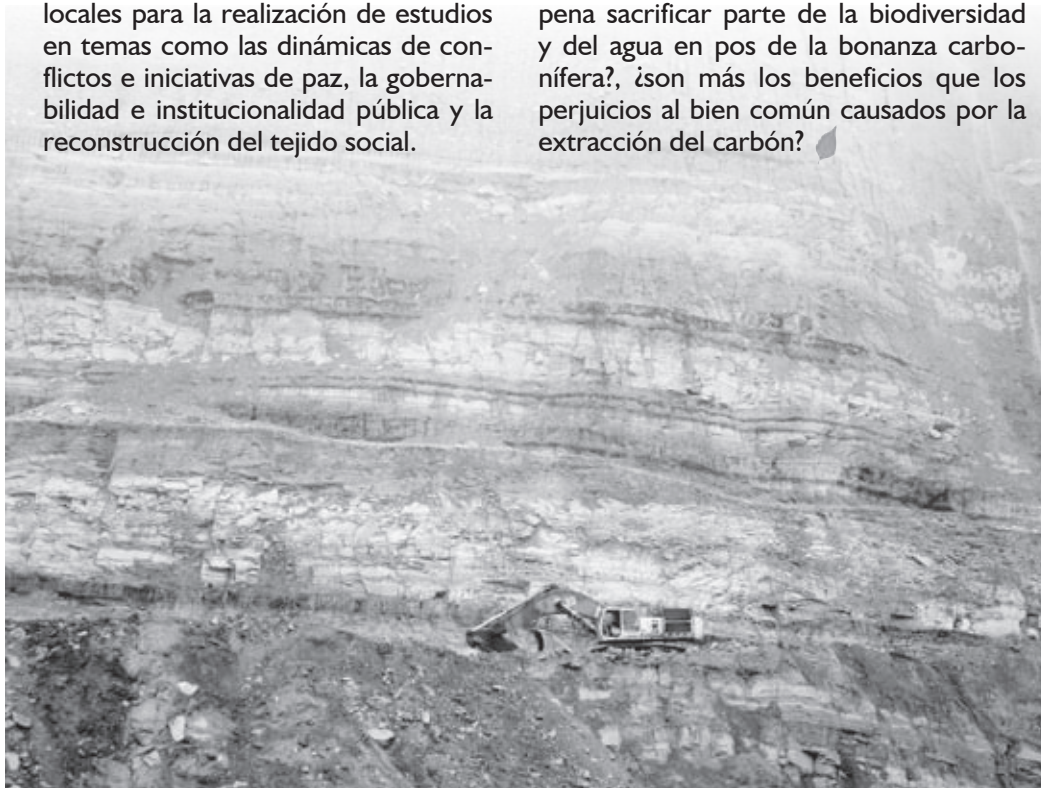 locales para la realización de estudios
en temas como las dinámicas de con-
flictos e iniciativas de paz, la goberna-
bilidad e institucionalidad pública y la
reconstrucción del tejido social.
pena sacrificar parte de la biodiversidad
y del agua en pos de la bonanza carbo-
nífera?, ¿son más los beneficios que los
perjuicios al bien común causados por la
extracción del carbón?